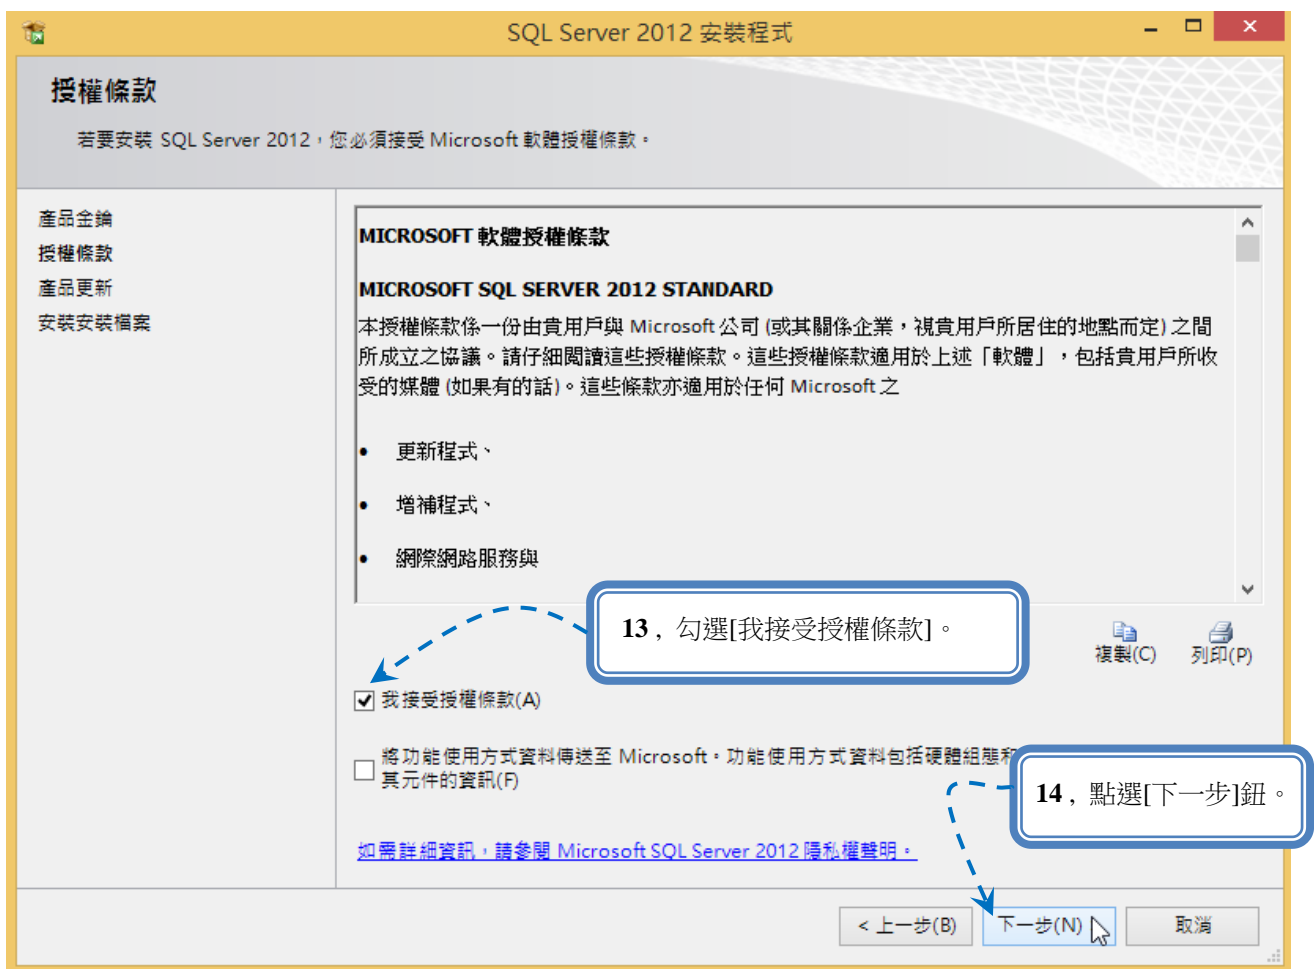 SQL Server 2012 安裝程式
授權條款
若要安裝 SQL Server 2012，您必須接受 Microsoft 軟體授權條款。
產品金鑰
授權條款
產品更新
安裝安裝檔案
MICROSOFT 軟體授權條款
MICROSOFT SQL SERVER 2012 STANDARD
本授權條款係一份由貴用戶與 Microsoft 公司 (或其關係企業，視貴用戶所居住的地點而定) 之間
所成立之協議。請仔細閱讀這些授權條款。這些授權條款適用於上述「軟體」，包括貴用戶所收
受的媒體 (如果有的話)。這些條款亦適用於任何 Microsoft 之
• 更新程式、
• 增補程式、
• 網際網路服務與
13，勾選[我接受授權條款]。
複製(C) 列印(P)
我接受授權條款(A)
將功能使用方式資料傳送至 Microsoft。功能使用方式資料包括硬體組態和
其元件的資訊(F)
14，點選[下一步]鈕。
如需詳細資訊，請參閱 Microsoft SQL Server 2012 隱私權聲明。
< 上一步(B) 下一步(N) 取消